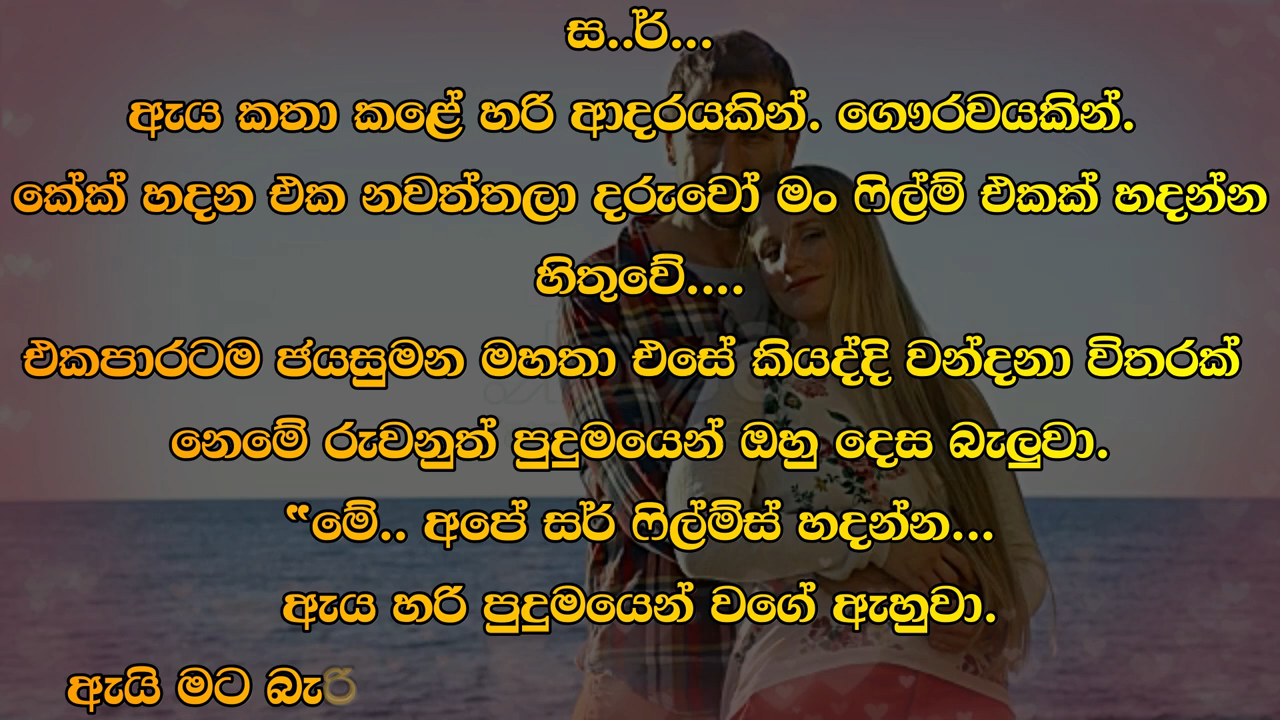 ස..ර්...
ඇය කතා කළේ හරි ආදරයකින්. ගෞරවයකින්.
කේක් හදන එක නවත්තලා දරුවෝ මං ෆිල්ම් එකක් හදන්න
හිතුවේ....
එකපාරටම ජයසුමන මහතා එසේ කියද්දි වන්දනා විතරක්
නෙමේ රුවනුත් පුදුමයෙන් ඔහු දෙස බැලුවා.
“මේ.. අපේ සර් ෆිල්ම්ස් හදන්න...
ඇය හරි පුදුමයෙන් වගේ ඇහුවා.
ඇයි මට බැරි